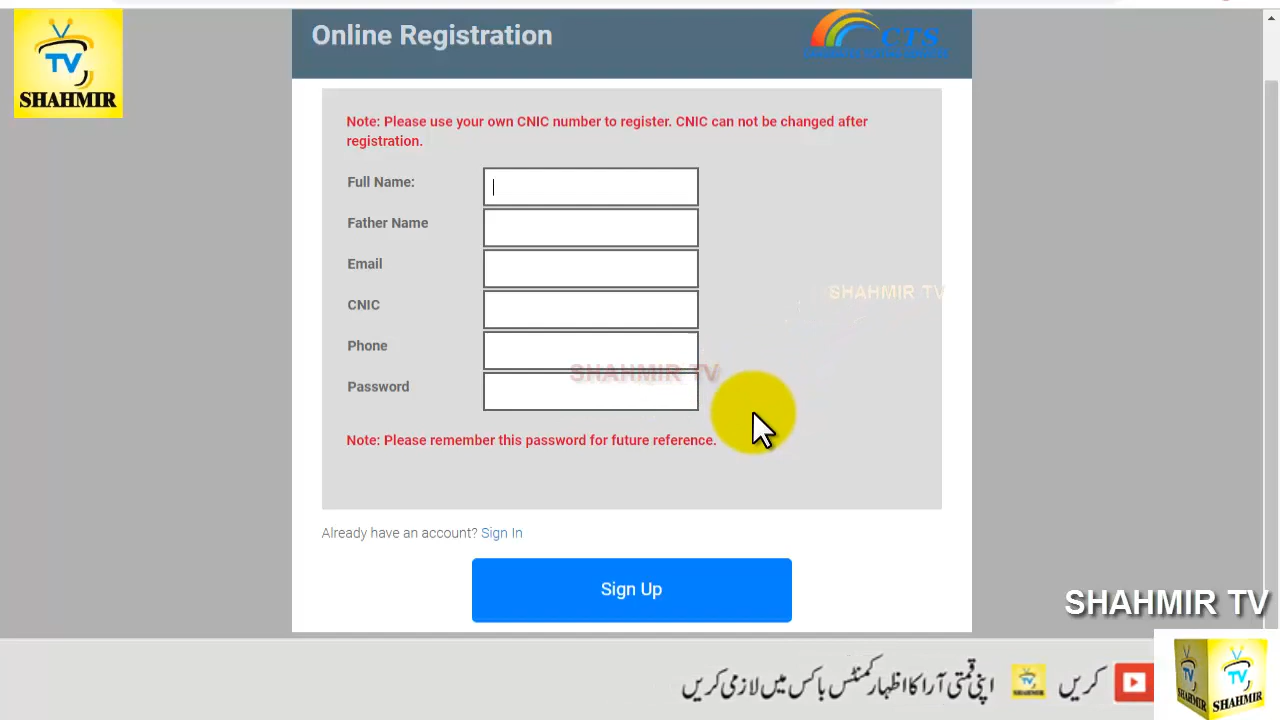 TV
SHAHMIR
Online Registration
CTS
Note: Please use your own CNIC number to register. CNIC can not be changed after
registration.
Full Name:
Father Name
Email
SHAHMIR TV
CNIC
Phone
SHAHMIR TV
Password
Note: Please remember this password for future reference.
Already have an account? Sign In
Sign Up
SHAHMIR TV
اپنی قیمتی آرا کا اظہار کمنٹس باکس میں لازمی کریں
کریں
TV
SHAHMIR
TV
SHAHMIR